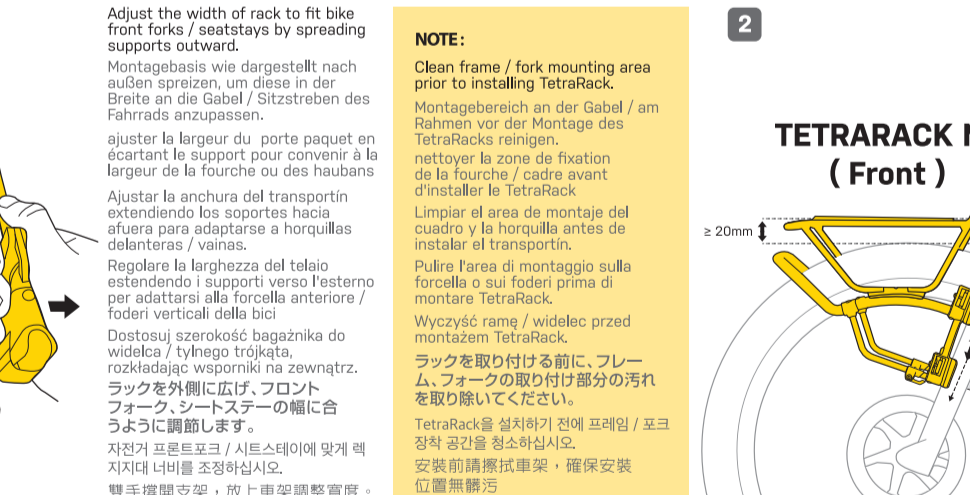 Adjust the width of rack to fit bike
front forks / seatstays by spreading
supports outward.
Montagebasis wie dargestellt nach
außen spreizen, um diese in der
Breite an die Gabel / Sitzstreben des
Fahrrads anzupassen.
ajuster la largeur du porte paquet en
écartant le support pour convenir à la
largeur de la fourche ou des haubans
Ajustar la anchura del transportín
extendiendo los soportes hacia
afuera para adaptarse a horquillas
delanteras / vainas.
Regolare la larghezza del telaio
estendendo i supporti verso l'esterno
per adattarsi alla forcella anteriore /
foderi verticali della bici
Dostosuj szerokość bagażnika do
widelca / tylnego trójkąta,
rozkładając wsporniki na zewnątrz.
ラックを外側に広げ、フロント
フォーク、シートステーの幅に合
うように調節します。
자전거 프론트포크 / 시트스테이에 맞게 렉
지지대 너비를 조정하십시오.
雙手撐開支架，放上車架調整寬度。
NOTE:
Clean frame / fork mounting area
prior to installing TetraRack.
Montagebereich an der Gabel / am
Rahmen vor der Montage des
TetraRacks reinigen.
nettoyer la zone de fixation
de la fourche / cadre avant
d'installer le TetraRack
Limpiar el area de montaje del
cuadro y la horquilla antes de
instalar el transportín.
Pulire l'area di montaggio sulla
forcella o sui foderi prima di
montare TetraRack.
Wyczyść ramę / widelec przed
montażem TetraRack.
ラックを取り付ける前に、フレー
ム、フォークの取り付け部分の汚れ
を取り除いてください。
TetraRack을 설치하기 전에 프레임 / 포크
장착 공간을 청소하십시오.
安裝前請擦拭車架，確保安裝
位置無髒污
2
TETRARACK
( Front )
≥ 20mm